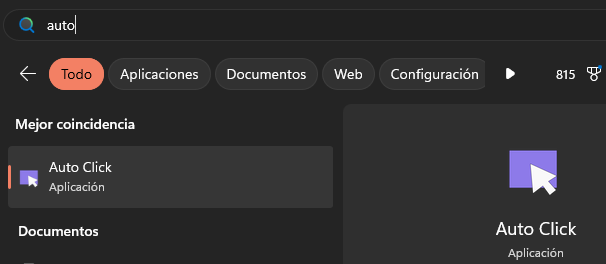 auto
Todo Aplicaciones Documentos Web Configuración 815
Mejor coincidencia
Auto Click
Aplicación
Documentos
Auto Click
Aplicación